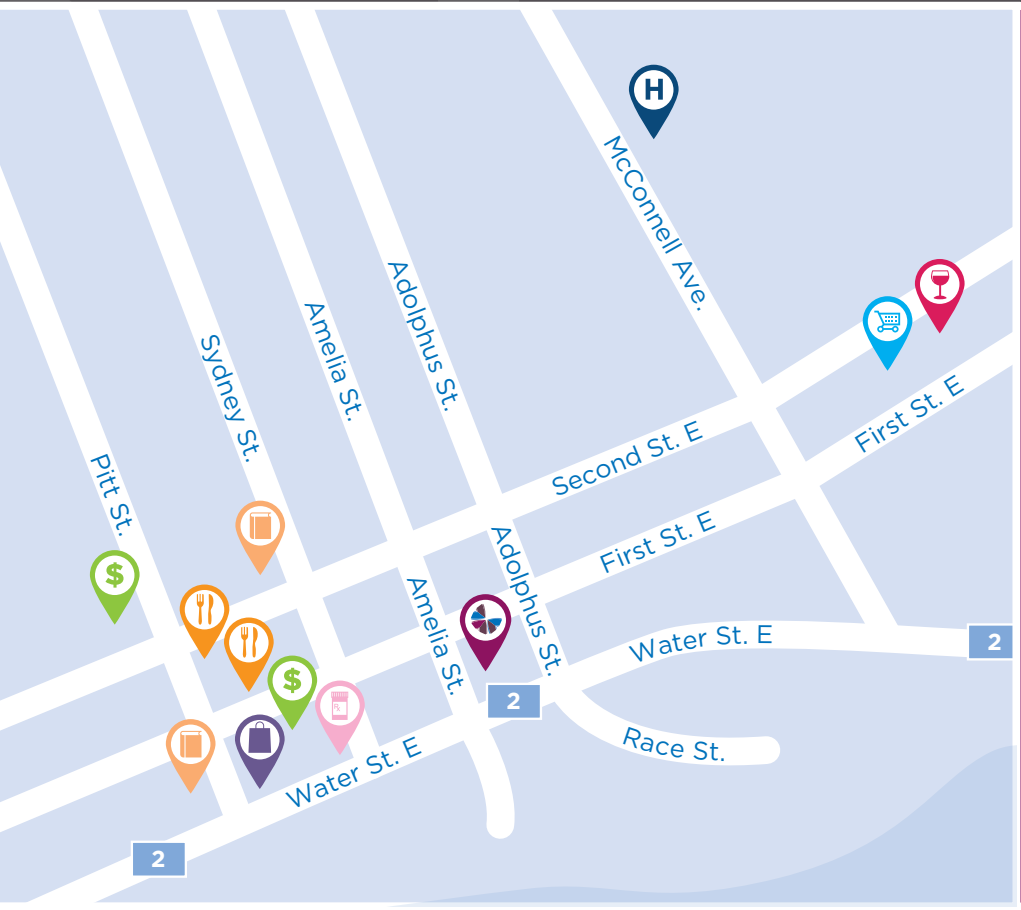 H
McConnell Ave.
Adolphus St.
Amelia St.
Sydney St.
First St. E
Second St. E
Pitt St.
First St. E
Adolphus St.
$
Amelia St.
Water St. E
2
$
2
Rx
Race St.
Water St. E
2